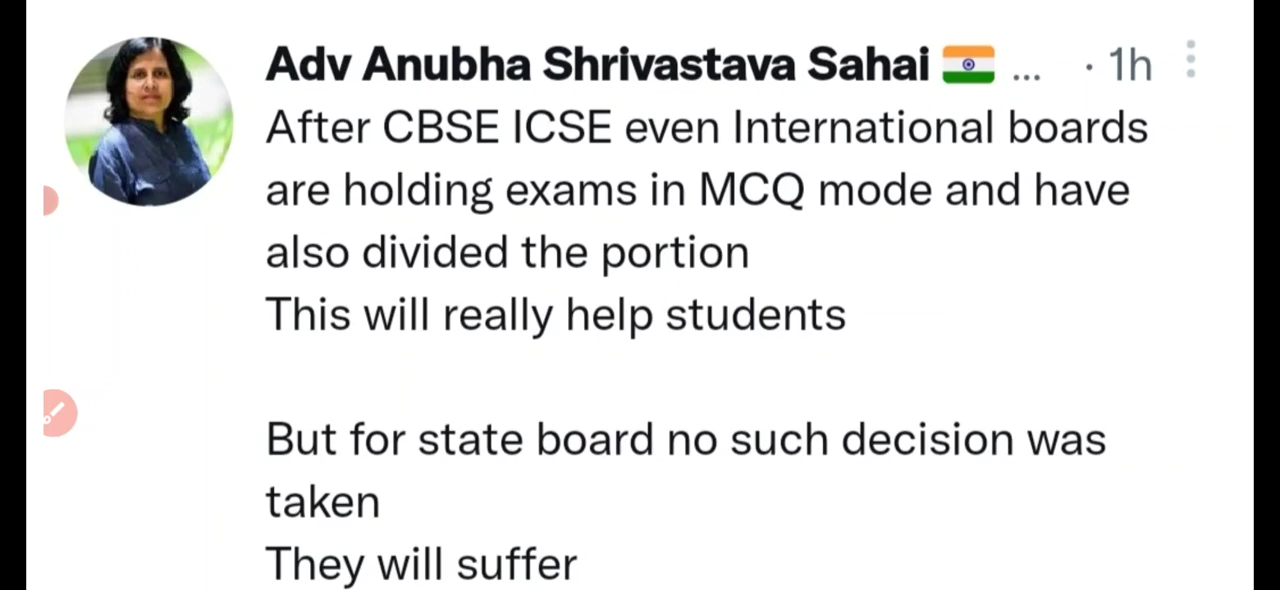 Adv Anubha Shrivastava Sahai 🇮🇳 ... · 1h
After CBSE ICSE even International boards
are holding exams in MCQ mode and have
also divided the portion
This will really help students
But for state board no such decision was
taken
They will suffer